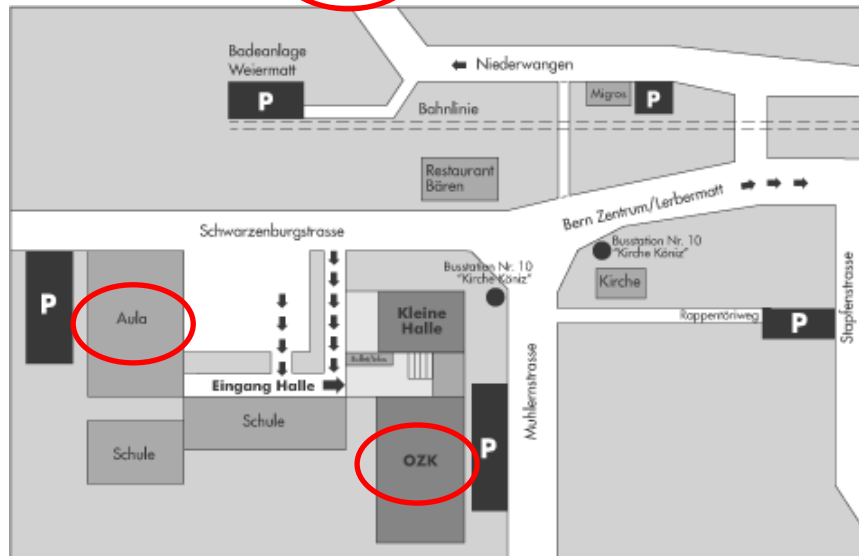 Badeanlage
Weiermatt
P
Niederwangen
Migros
P
Bahnlinie
Restaurant
Bären
Bern Zentrum/Lerbermatt
Schwarzenburgstrasse
Busstation Nr. 10
"Kirche Köniz"
Busstation Nr. 10
"Kirche Köniz"
Kirche
P
Aula
Kleine
Halle
Rappentöriweg
P
Stapfenstrasse
Eingang Halle
Muhlernstrasse
Schule
Schule
OZK
P